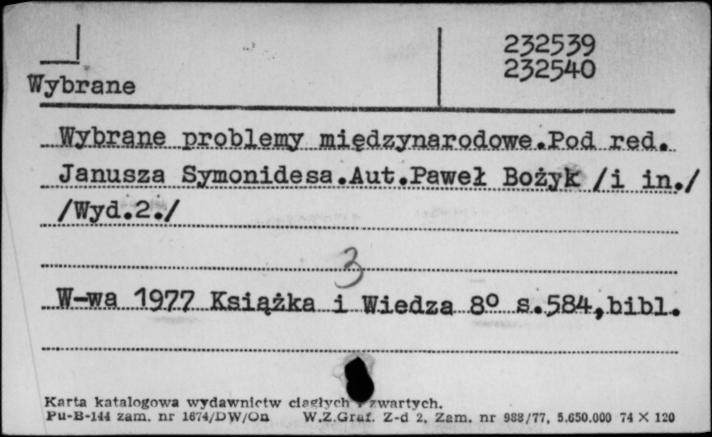 232539
232540
Wybrane
Wybrane problemy międzynarodowe.Pod red.
Janusza Symonidesa.Aut.Paweł Bożyk /i in./
/Wyd.2./
3
W-wa 1977 Książka i Wiedza 8° s.584,bibl.
Karta katalogowa wydawnictw ciągłych i zwartych.
Pu-B-144 zam. nr 1674/DW/On W.Z.Graf. Z-d 2, Zam. nr 988/77, 5.650.000 74 X 120